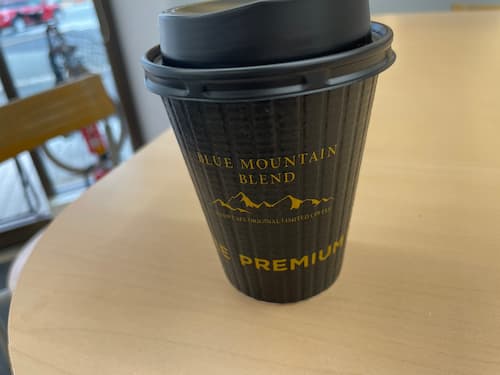 BLUE MOUNTAIN
BLEND
ORIGINAL LIMITED COFFEE
E PREMIUM